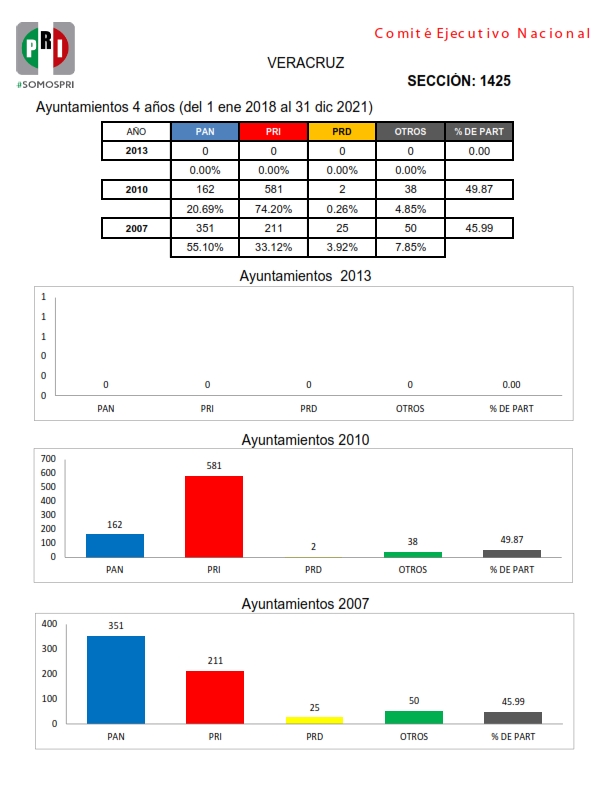 Comité Ejecutivo Nacional
PRI
#SOMOSPRI
VERACRUZ
SECCIÓN: 1425
Ayuntamientos 4 años (del 1 ene 2018 al 31 dic 2021)
AÑO PAN PRI PRD OTROS % DE PART
2013 0 0 0 0 0.00
0.00% 0.00% 0.00% 0.00%
2010 162 581 2 38 49.87
20.69% 74.20% 0.26% 4.85%
2007 351 211 25 50 45.99
55.10% 33.12% 3.92% 7.85%
Ayuntamientos 2013
1
1
1
0
0
0
0 0 0 0 0.00
PAN PRI PRD OTROS % DE PART
Ayuntamientos 2010
700
600
500
400
300
200
100
0
162 581 2 38 49.87
PAN PRI PRD OTROS % DE PART
Ayuntamientos 2007
400
300
200
100
0
351 211 25 50 45.99
PAN PRI PRD OTROS % DE PART